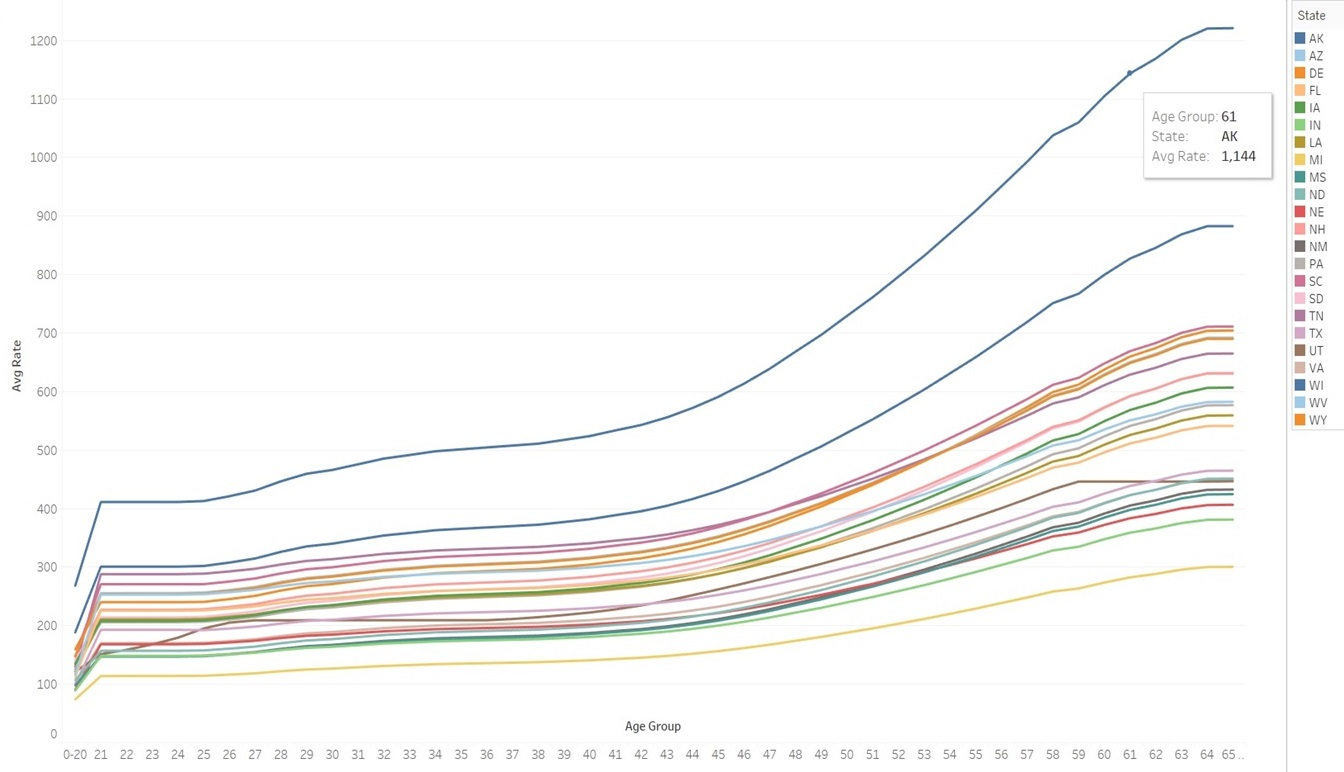 State
AK
AZ
DE
FL
IA
IN
LA
MI
MS
ND
NE
NH
NM
PA
SC
SD
TN
TX
UT
VA
WI
WV
WY
1200
1100
1000
900
800
700
600
500
400
300
200
100
0
Avg Rate
Age Group: 61
State: AK
Avg Rate: 1,144
Age Group
0-20 21 22 23 24 25 26 27 28 29 30 31 32 33 34 35 36 37 38 39 40 41 42 43 44 45 46 47 48 49 50 51 52 53 54 55 56 57 58 59 60 61 62 63 64 65 ..